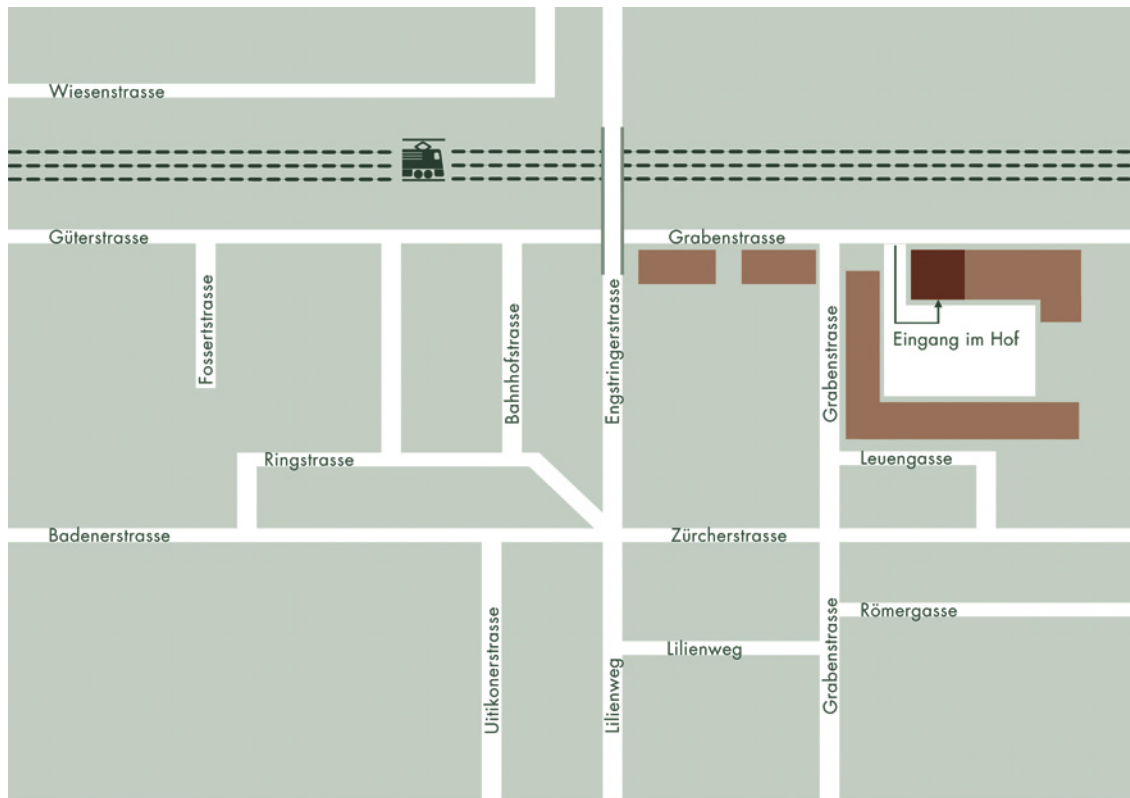 Wiesenstrasse
Güterstrasse
Grabenstrasse
Fossertstrasse
Bahnhofstrasse
Engstringerstrasse
Grabenstrasse
Eingang im Hof
Ringstrasse
Leuengasse
Badenerstrasse
Zürcherstrasse
Uitikonerstrasse
Lilienweg
Lilienweg
Grabenstrasse
Römergasse